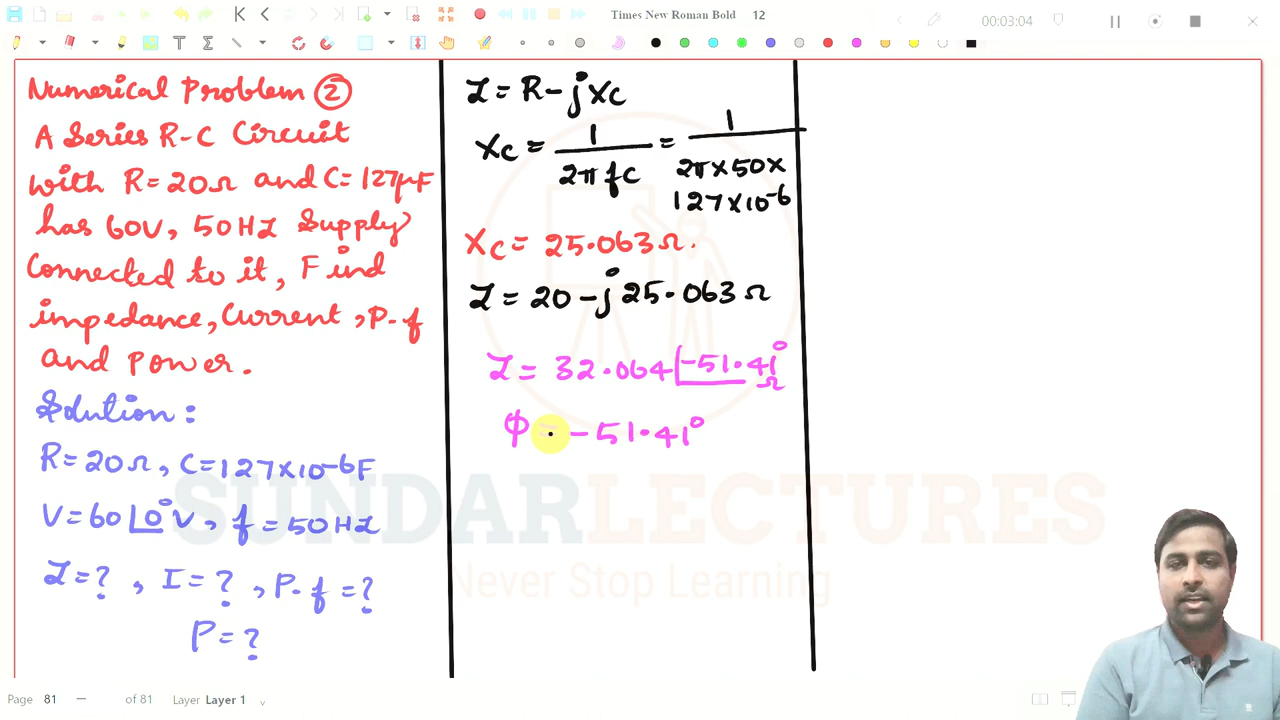 Times New Roman Bold 12
00:03:04
Numerical Problem ②
A Series R-C Circuit
with R=20Ω and C=127μF
has 60V, 50HZ Supply
Connected to it, Find
impedance, Current, P.f
and Power.
Solution:
R=20Ω, C=127×10⁻⁶F
V=60∠0°V, f=50HZ
Z=?, I=?, P.f=?
P=?
Z=R-jXC
XC = 1/2πfC = 1/2π×50×127×10⁻⁶
XC = 25.063Ω.
Z = 20-j25.063Ω
Z = 32.064∠-51.41°Ω
ϕ = -51.41°
SUNDARLECTURES
Never Stop Learning
Page 81 of 81 Layer Layer 1